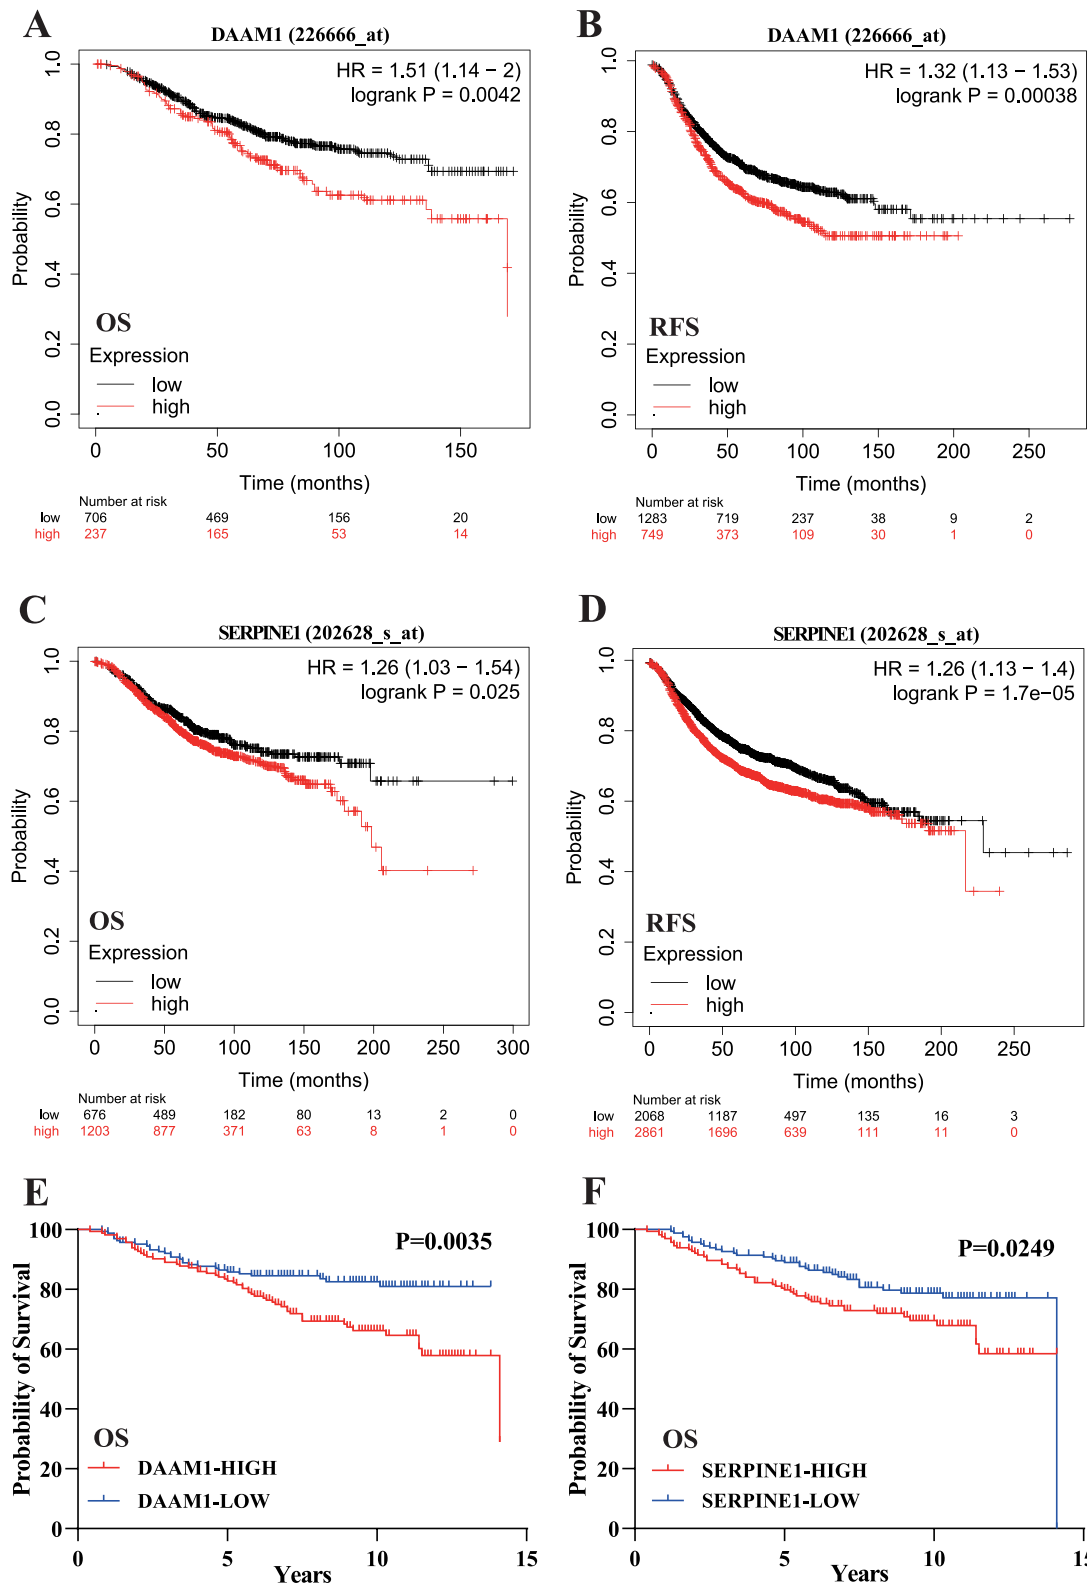 A
DAAM1 (226666_at)
HR = 1.51 (1.14 − 2)
logrank P = 0.0042
Probability
1.0
0.8
0.6
0.4
0.2
0.0
OS
Expression
low
high
0 50 100 150
Time (months)
Number at risk
low 706 469 156 20
high 237 165 53 14
B
DAAM1 (226666_at)
HR = 1.32 (1.13 − 1.53)
logrank P = 0.00038
Probability
1.0
0.8
0.6
0.4
0.2
0.0
RFS
Expression
low
high
0 50 100 150 200 250
Time (months)
Number at risk
low 1283 719 237 38 9 2
high 749 373 109 30 1 0
C
SERPINE1 (202628_s_at)
HR = 1.26 (1.03 − 1.54)
logrank P = 0.025
Probability
1.0
0.8
0.6
0.4
0.2
0.0
OS
Expression
low
high
0 50 100 150 200 250 300
Time (months)
Number at risk
low 676 489 182 80 13 2 0
high 1203 877 371 63 8 1 0
D
SERPINE1 (202628_s_at)
HR = 1.26 (1.13 − 1.4)
logrank P = 1.7e−05
Probability
1.0
0.8
0.6
0.4
0.2
0.0
RFS
Expression
low
high
0 50 100 150 200 250
Time (months)
Number at risk
low 2068 1187 497 135 16 3
high 2861 1696 639 111 11 0
E
P=0.0035
Probability of Survival
100
80
60
40
20
0
OS
DAAM1-HIGH
DAAM1-LOW
0 5 10 15
Years
F
P=0.0249
Probability of Survival
100
80
60
40
20
0
OS
SERPINE1-HIGH
SERPINE1-LOW
0 5 10 15
Years